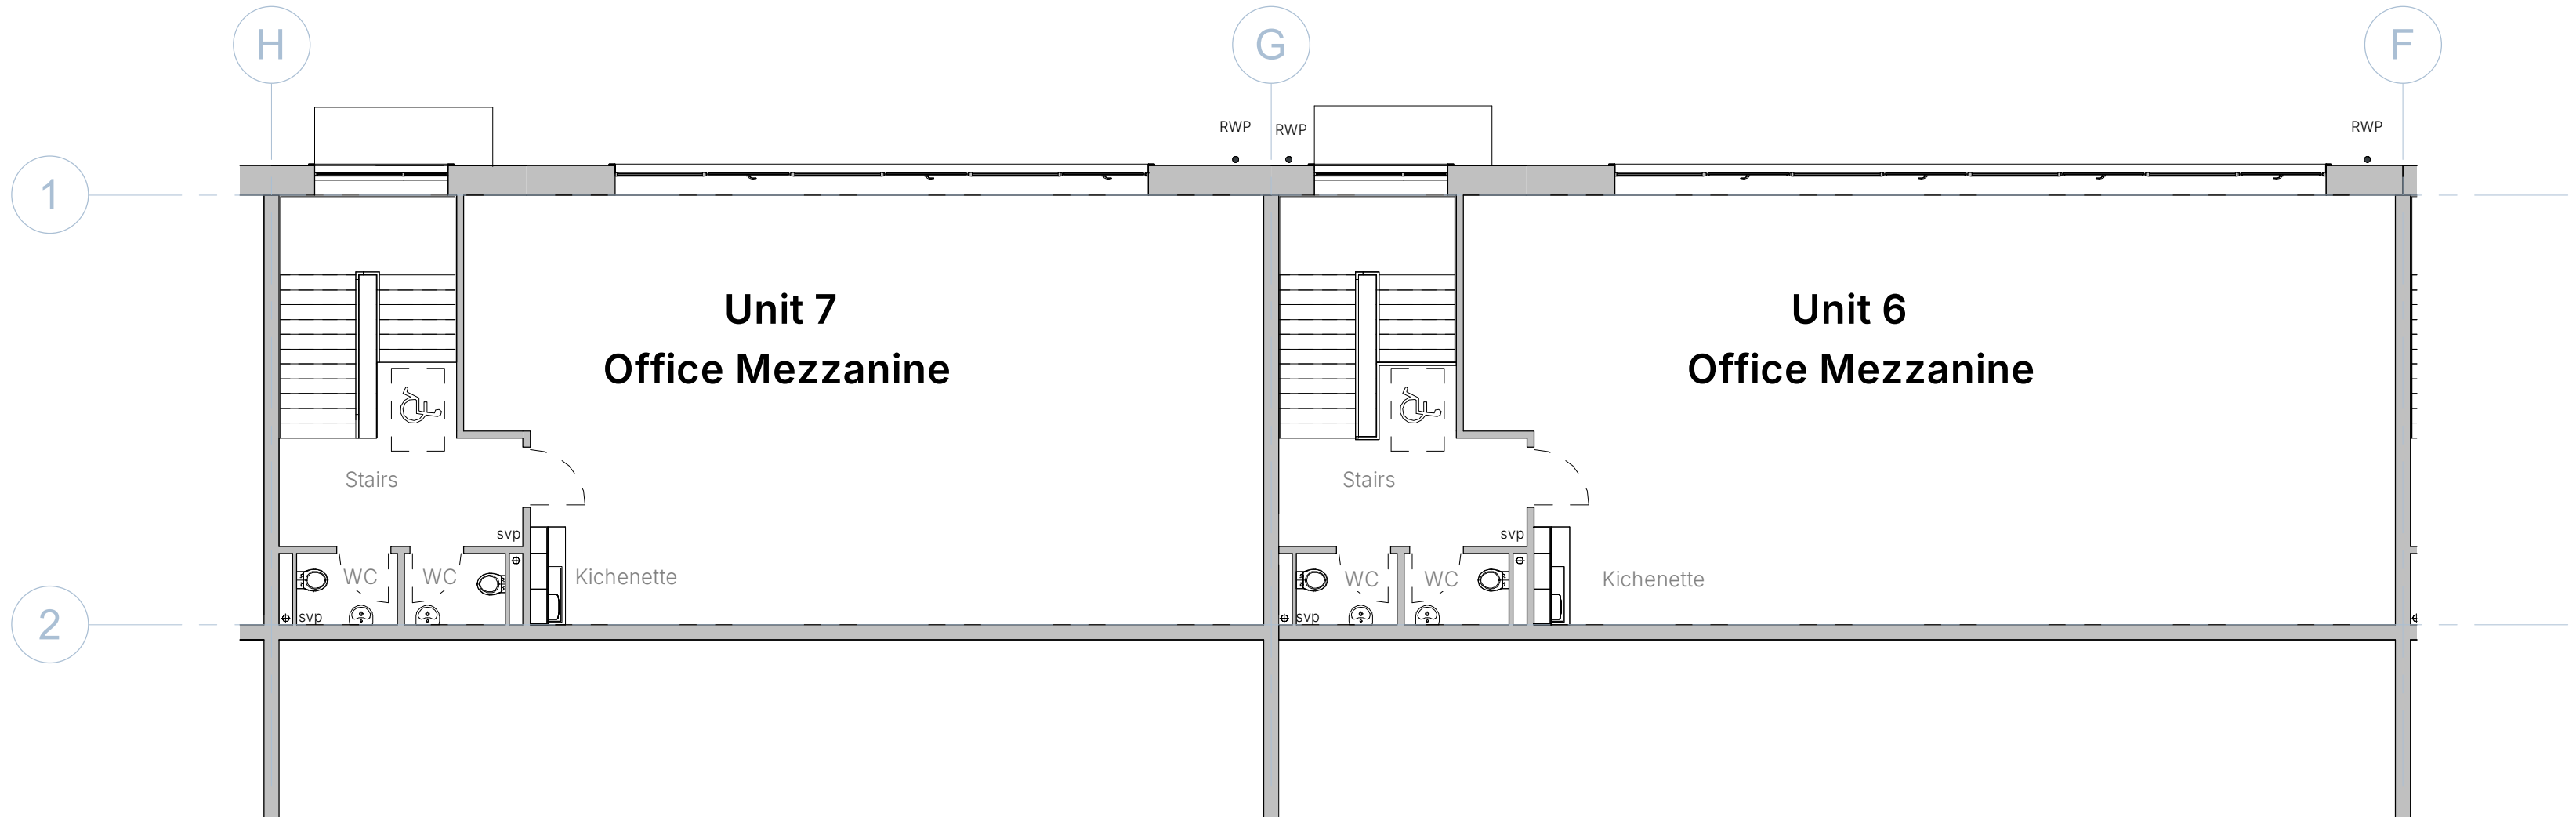 H
G
F
RWP
RWP
RWP
1
Unit 7
Office Mezzanine
Unit 6
Office Mezzanine
Stairs
Stairs
svp
svp
WC
WC
Kichenette
WC
WC
Kichenette
svp
svp
2